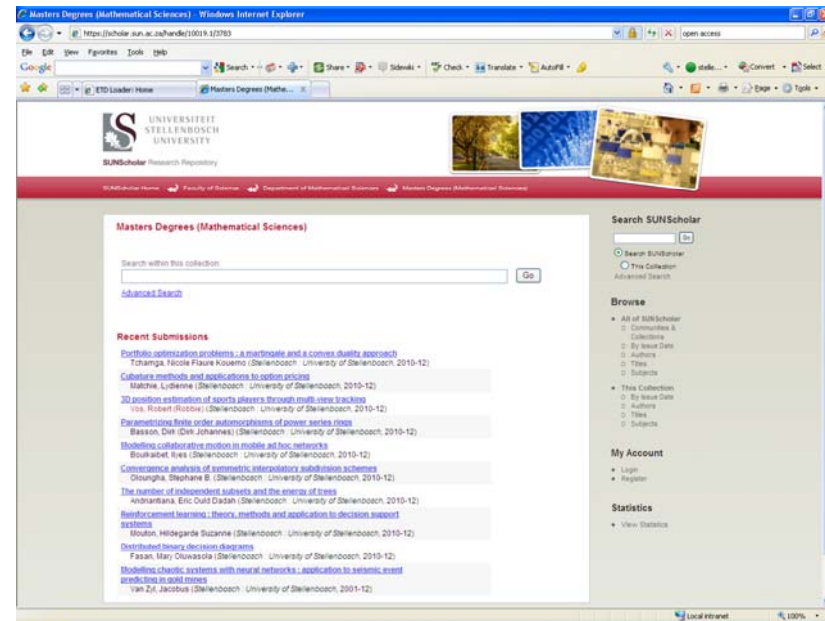 Masters Degrees (Mathematical Sciences) - Windows Internet Explorer
https://scholar.sun.ac.za/handle/10019.1/3783
open access
File Edit View Favorites Tools Help
Google Search Share Sidewiki Check Translate AutoFill Convert Select
ETD Loader: Home Masters Degrees (Mathe... Page Tools
UNIVERSITEIT
STELLENBOSCH
UNIVERSITY
SUNScholar Research Repository
SUNScholar Home Faculty of Science Department of Mathematical Sciences Masters Degrees (Mathematical Sciences)
Masters Degrees (Mathematical Sciences)
Search within this collection:
Go
Advanced Search
Recent Submissions
Portfolio optimization problems : a martingale and a convex duality approach
Tchamga, Nicole Flaure Kouemo (Stellenbosch : University of Stellenbosch, 2010-12)
Cubature methods and applications to option pricing
Matchie, Lydienne (Stellenbosch : University of Stellenbosch, 2010-12)
3D position estimation of sports players through multi-view tracking
Vos, Robert (Robbie) (Stellenbosch : University of Stellenbosch, 2010-12)
Parametrizing finite order automorphisms of power series rings
Basson, Dirk (Dirk Johannes) (Stellenbosch : University of Stellenbosch, 2010-12)
Modelling collaborative motion in mobile ad hoc networks
Boulkaibet, Ilyes (Stellenbosch : University of Stellenbosch, 2010-12)
Convergence analysis of symmetric interpolatory subdivision schemes
Oloungha, Stephane B. (Stellenbosch : University of Stellenbosch, 2010-12)
The number of independent subsets and the energy of trees
Andriantiana, Eric Ould Dadah (Stellenbosch : University of Stellenbosch, 2010-12)
Reinforcement learning : theory, methods and application to decision support
systems
Mouton, Hildegarde Suzanne (Stellenbosch : University of Stellenbosch, 2010-12)
Distributed binary decision diagrams
Fasan, Mary Oluwasola (Stellenbosch : University of Stellenbosch, 2010-12)
Modelling chaotic systems with neural networks : application to seismic event
predicting in gold mines
Van Zyl, Jacobus (Stellenbosch : University of Stellenbosch, 2001-12)
Search SUNScholar
Go
Search SUNScholar
This Collection
Advanced Search
Browse
All of SUNScholar
Communities &
Collections
By Issue Date
Authors
Titles
Subjects
This Collection
By Issue Date
Authors
Titles
Subjects
My Account
Login
Register
Statistics
View Statistics
Local intranet 100%